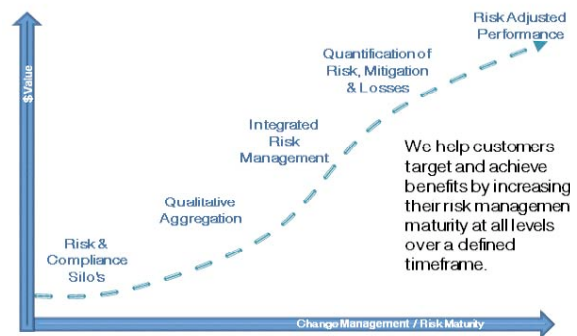 Risk Adjusted
Performance
Quantification of
Risk, Mitigation
& Losses
$ Value
Integrated
Risk
Management
We help customers
target and achieve
benefits by increasing
their risk managemen
maturity at all levels
over a defined
timeframe.
Qualitative
Aggregation
Risk &
Compliance
Silo's
Change Management / Risk Maturity